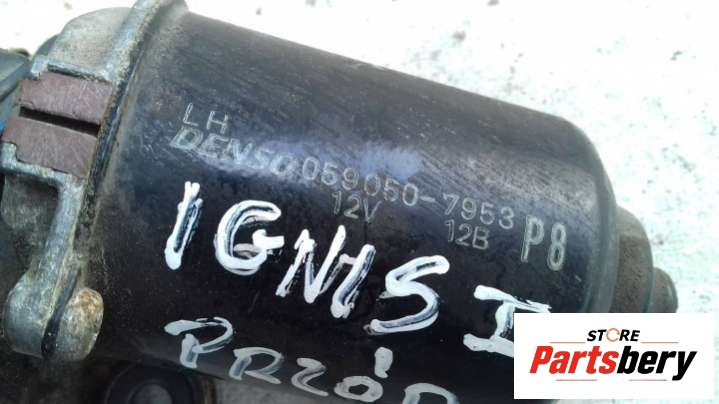 LH
DENSO 059050-7953
12V 12B P8
IGNIS I
PRZÓD
STORE
Partsbery